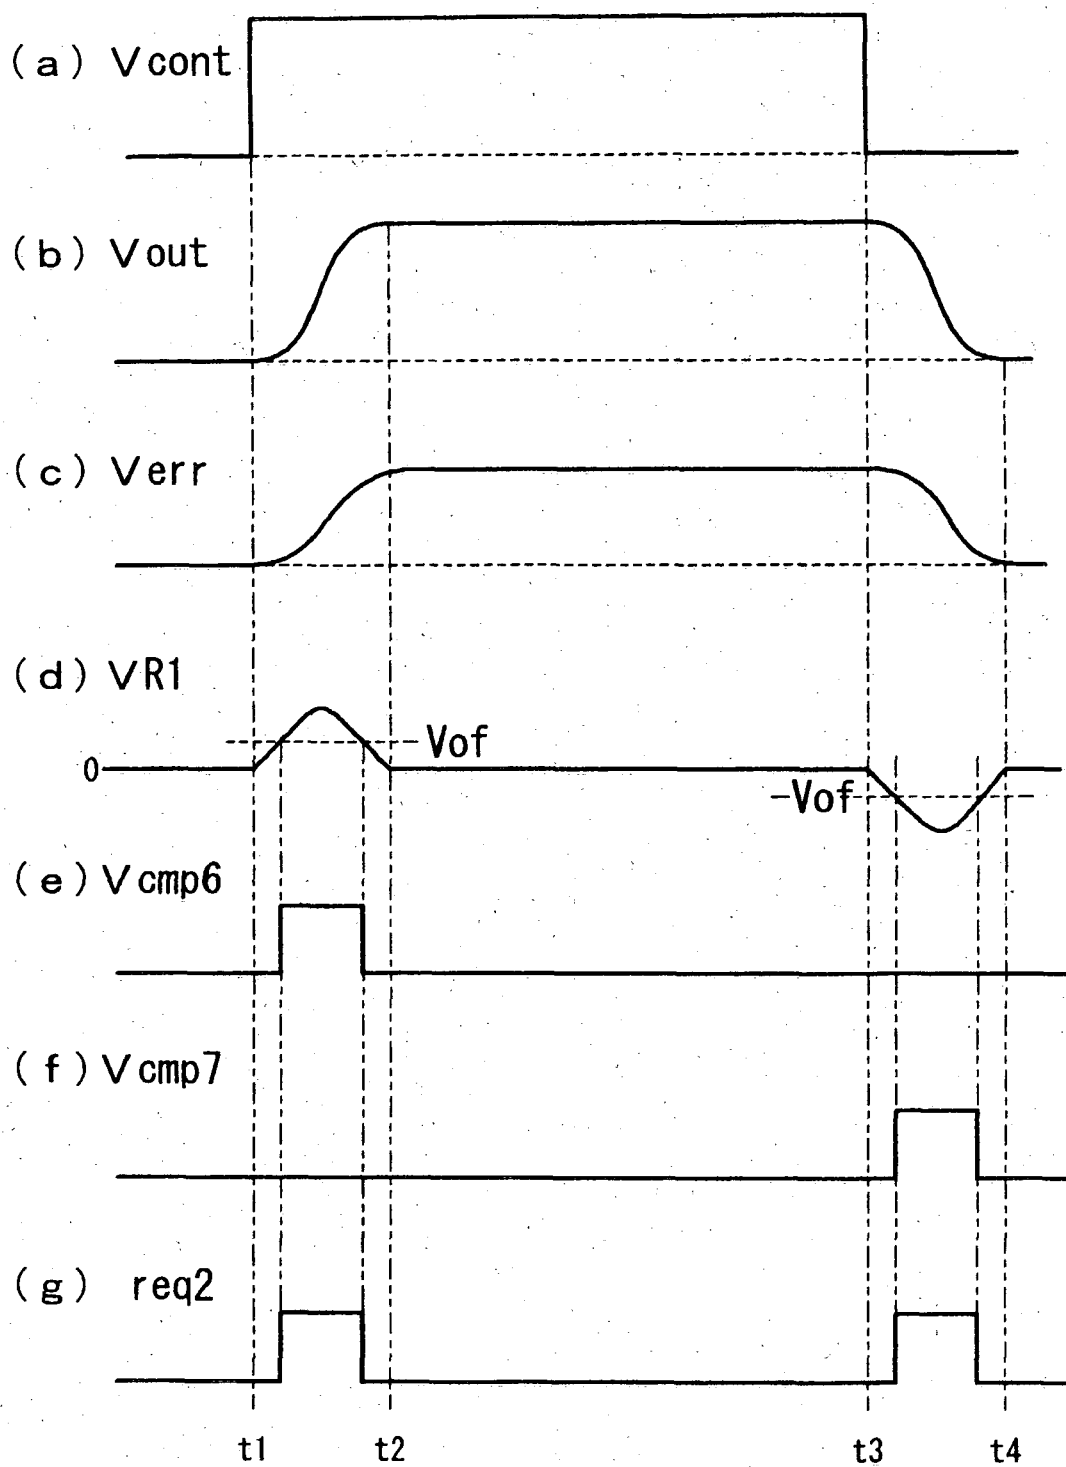 (a) Vcont
(b) Vout
(c) Verr
(d) VR1
Vof
0
-Vof
(e) Vcmp6
(f) Vcmp7
(g) req2
t1 t2 t3 t4